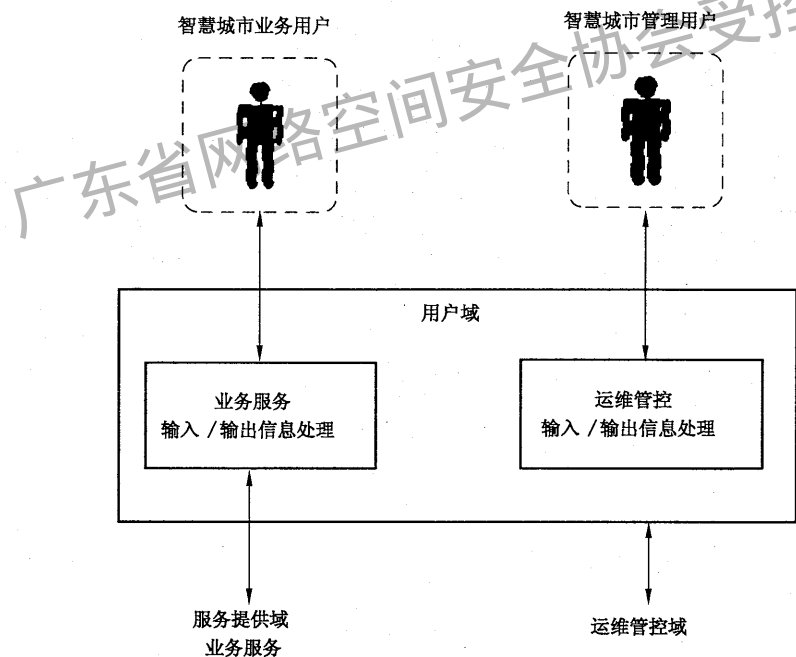 智慧城市业务用户
智慧城市管理用户
广东省网络空间安全协会受控
用户域
业务服务
输入 /输出信息处理
运维管控
输入 /输出信息处理
服务提供域
业务服务
运维管控域